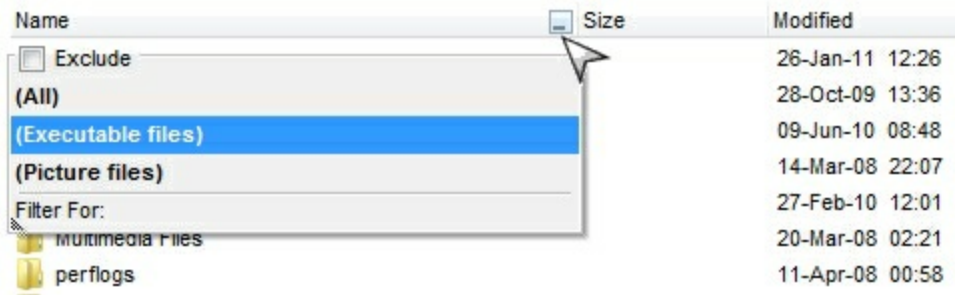 Name Size Modified
Exclude 26-Jan-11 12:26
(All) 28-Oct-09 13:36
(Executable files) 09-Jun-10 08:48
(Picture files) 14-Mar-08 22:07
Filter For: 27-Feb-10 12:01
Multimedia Files 20-Mar-08 02:21
perflogs 11-Apr-08 00:58